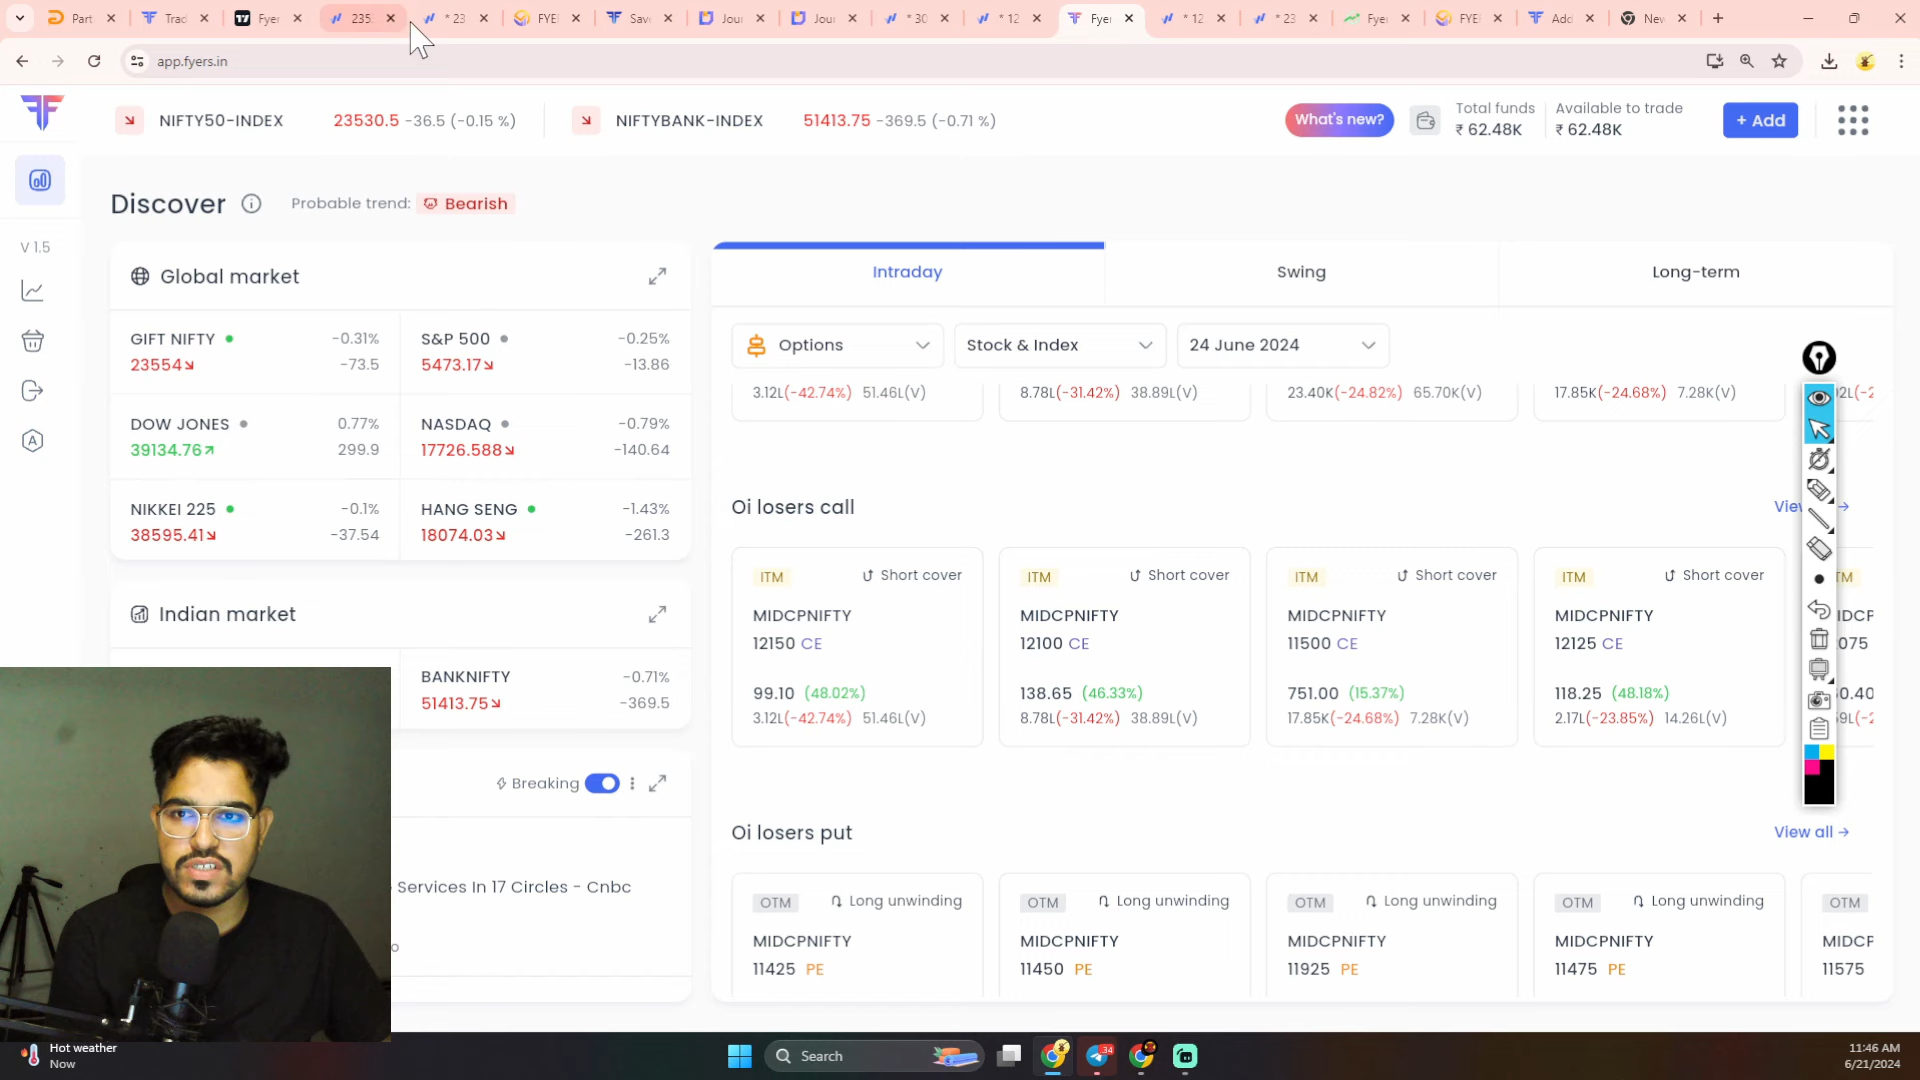 Part
Trad
Fyer
235.
* 23
FYE
Save
Jour
Jour
* 30
* 12
Fyer
* 12
* 23
Fyer
FYE
Add
New
app.fyers.in
NIFTY50-INDEX 23530.5 -36.5 (-0.15 %)
NIFTYBANK-INDEX 51413.75 -369.5 (-0.71 %)
What's new?
Total funds
₹ 62.48K
Available to trade
₹ 62.48K
+ Add
Discover
Probable trend: Bearish
V 1.5
Global market
GIFT NIFTY -0.31%
23554 -73.5
S&P 500 -0.25%
5473.17 -13.86
DOW JONES 0.77%
39134.76 299.9
NASDAQ -0.79%
17726.588 -140.64
NIKKEI 225 -0.1%
38595.41 -37.54
HANG SENG -1.43%
18074.03 -261.3
Indian market
BANKNIFTY -0.71%
51413.75 -369.5
Breaking
Services In 17 Circles - Cnbc
Intraday
Swing
Long-term
Options
Stock & Index
24 June 2024
3.12L(-42.74%) 51.46L(V)
8.78L(-31.42%) 38.89L(V)
23.40K(-24.82%) 65.70K(V)
17.85K(-24.68%) 7.28K(V)
Oi losers call
ITM Short cover
MIDCPNIFTY
12150 CE
99.10 (48.02%)
3.12L(-42.74%) 51.46L(V)
ITM Short cover
MIDCPNIFTY
12100 CE
138.65 (46.33%)
8.78L(-31.42%) 38.89L(V)
ITM Short cover
MIDCPNIFTY
11500 CE
751.00 (15.37%)
17.85K(-24.68%) 7.28K(V)
ITM Short cover
MIDCPNIFTY
12125 CE
118.25 (48.18%)
2.17L(-23.85%) 14.26L(V)
Oi losers put
View all →
OTM Long unwinding
MIDCPNIFTY
11425 PE
OTM Long unwinding
MIDCPNIFTY
11450 PE
OTM Long unwinding
MIDCPNIFTY
11925 PE
OTM Long unwinding
MIDCPNIFTY
11475 PE
OTM
MIDCP
11575
Hot weather
Now
Search
34
11:46 AM
6/21/2024